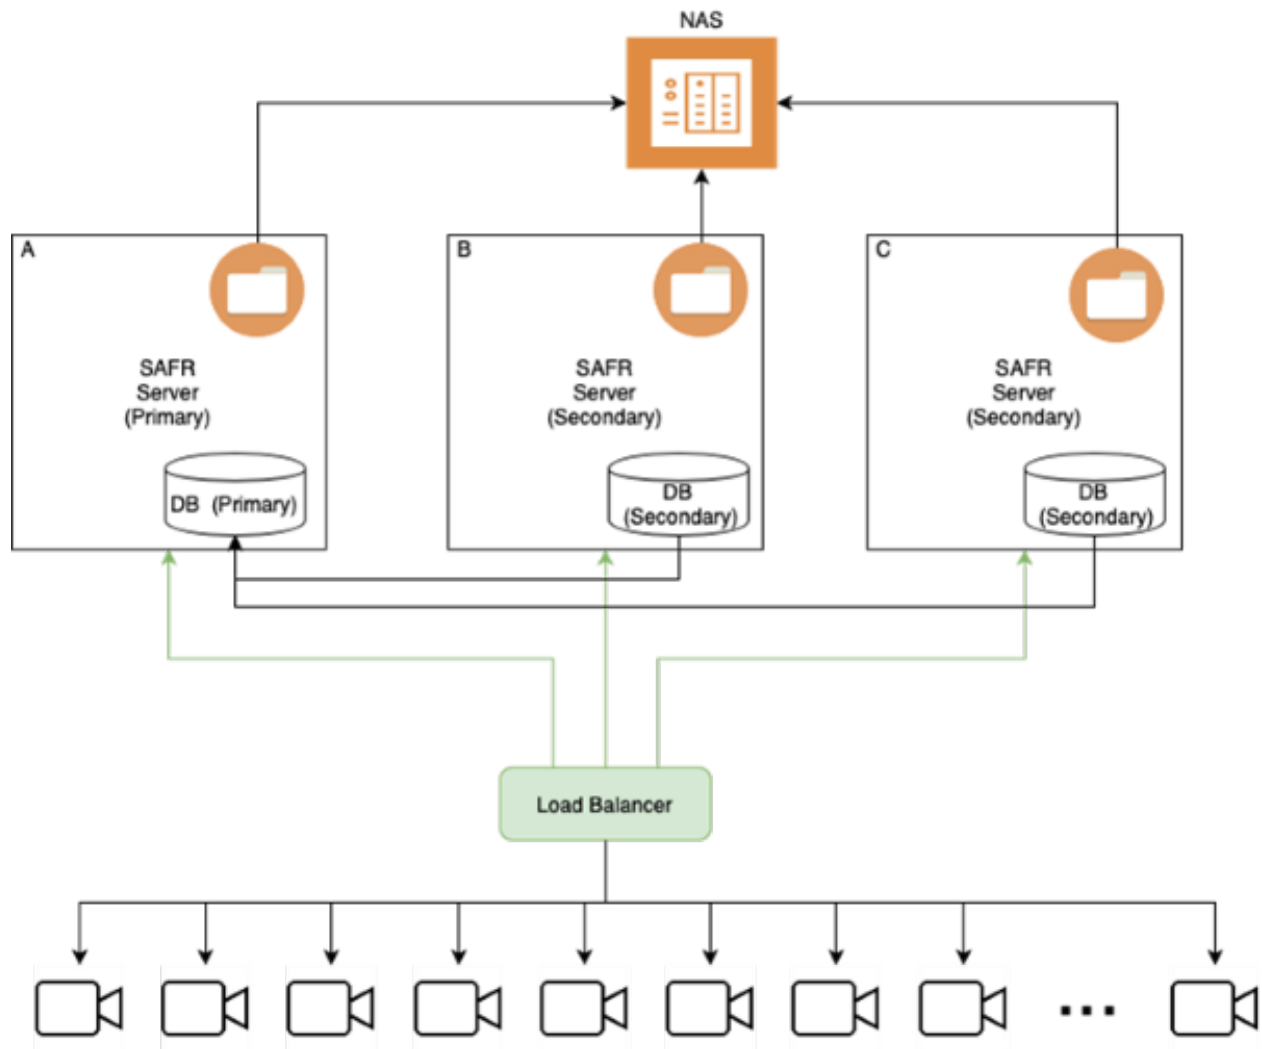 NAS
A
SAFR
Server
(Primary)
DB (Primary)
B
SAFR
Server
(Secondary)
DB
(Secondary)
C
SAFR
Server
(Secondary)
DB
(Secondary)
Load Balancer
...